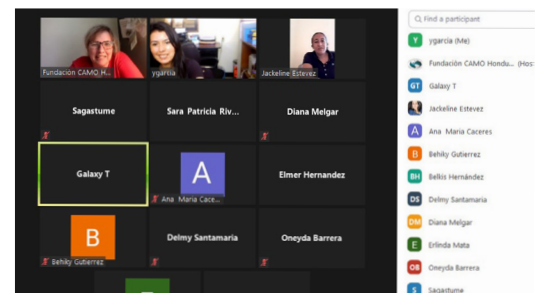 Find a participant
Fundación CAMO H...
ygarcia
Jackeline Estevez
Sagastume
Sara Patricia Riv...
Diana Melgar
Galaxy T
A
Ana Maria Cace...
Elmer Hernandez
B
Behiky Gutierrez
Delmy Santamaria
Oneyda Barrera
Y ygarcia (Me)
Fundación CAMO Hondu... (Hos
GT Galaxy T
Jackeline Estevez
A Ana Maria Caceres
B Behiky Gutierrez
BH Belkis Hernández
DS Delmy Santamaria
DM Diana Melgar
E Erlinda Mata
OB Oneyda Barrera
S Sagastume